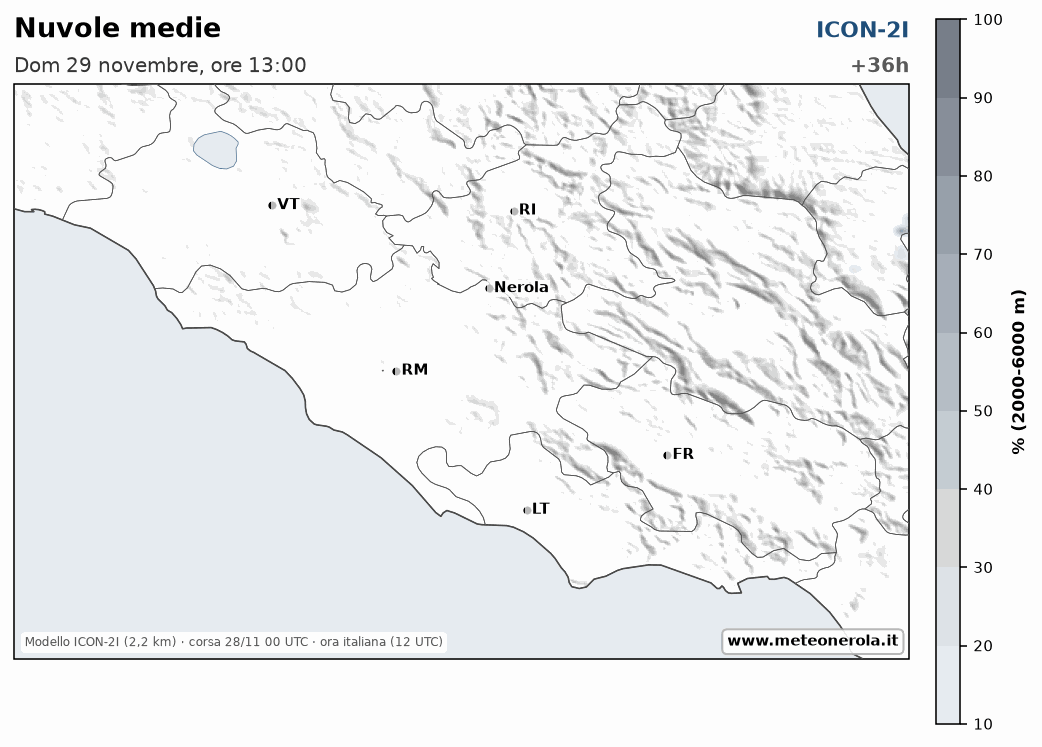 Nuvole medie
ICON-2I
Dom 29 novembre, ore 13:00
+36h
100
90
80
70
60
50
40
30
20
10
% (2000-6000 m)
VT
RI
Nerola
RM
FR
LT
Modello ICON-2I (2,2 km) · corsa 28/11 00 UTC · ora italiana (12 UTC)
www.meteonerola.it